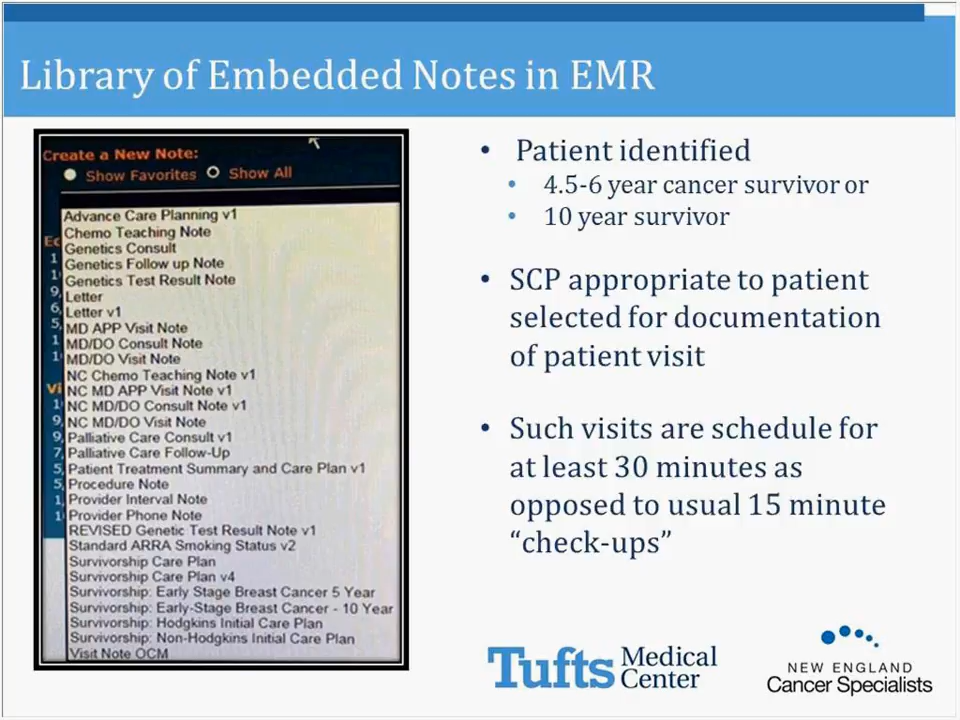 Library of Embedded Notes in EMR
Create a New Note:
Show Favorites Show All
Advance Care Planning v1
Chemo Teaching Note
Genetics Consult
Genetics Follow up Note
Genetics Test Result Note
Letter
Letter v1
MD APP Visit Note
MD/DO Consult Note
MD/DO Visit Note
NC Chemo Teaching Note v1
NC MD APP Visit Note v1
NC MD/DO Consult Note v1
NC MD/DO Visit Note
Palliative Care Consult v1
Palliative Care Follow-Up
Patient Treatment Summary and Care Plan v1
Procedure Note
Provider Interval Note
Provider Phone Note
REVISED Genetic Test Result Note v1
Standard ARRA Smoking Status v2
Survivorship Care Plan
Survivorship Care Plan v4
Survivorship: Early Stage Breast Cancer 5 Year
Survivorship: Early-Stage Breast Cancer - 10 Year
Survivorship: Hodgkins Initial Care Plan
Survivorship: Non-Hodgkins Initial Care Plan
Visit Note OCM
• Patient identified
• 4.5-6 year cancer survivor or
• 10 year survivor
• SCP appropriate to patient
selected for documentation
of patient visit
• Such visits are schedule for
at least 30 minutes as
opposed to usual 15 minute
“check-ups”
Tufts Medical
Center
NEW ENGLAND
Cancer Specialists